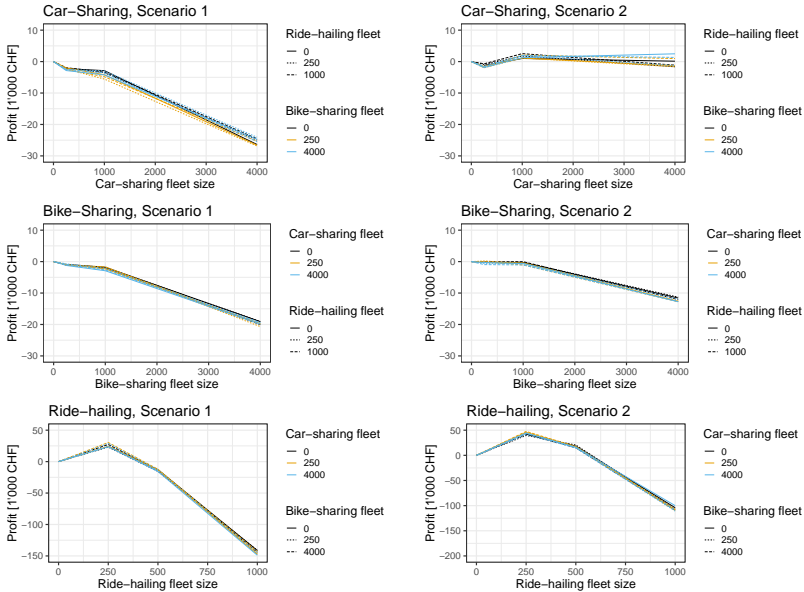 Car−Sharing, Scenario 1
10
0
−10
−20
−30
Profit [1'000 CHF]
0 1000 2000 3000 4000
Car−sharing fleet size
Ride−hailing fleet
0
250
1000
Bike−sharing fleet
0
250
4000
Car−Sharing, Scenario 2
10
0
−10
−20
−30
Profit [1'000 CHF]
0 1000 2000 3000 4000
Car−sharing fleet size
Ride−hailing fleet
0
250
1000
Bike−sharing fleet
0
250
4000
Bike−Sharing, Scenario 1
10
0
−10
−20
−30
Profit [1'000 CHF]
0 1000 2000 3000 4000
Bike−sharing fleet size
Car−sharing fleet
0
250
4000
Ride−hailing fleet
0
250
1000
Bike−Sharing, Scenario 2
10
0
−10
−20
−30
Profit [1'000 CHF]
0 1000 2000 3000 4000
Bike−sharing fleet size
Car−sharing fleet
0
250
4000
Ride−hailing fleet
0
250
1000
Ride−hailing, Scenario 1
50
0
−50
−100
−150
Profit [1'000 CHF]
0 250 500 750 1000
Ride−hailing fleet size
Car−sharing fleet
0
250
4000
Bike−sharing fleet
0
250
4000
Ride−hailing, Scenario 2
50
0
−50
−100
−150
−200
Profit [1'000 CHF]
0 250 500 750 1000
Ride−hailing fleet size
Car−sharing fleet
0
250
4000
Bike−sharing fleet
0
250
4000